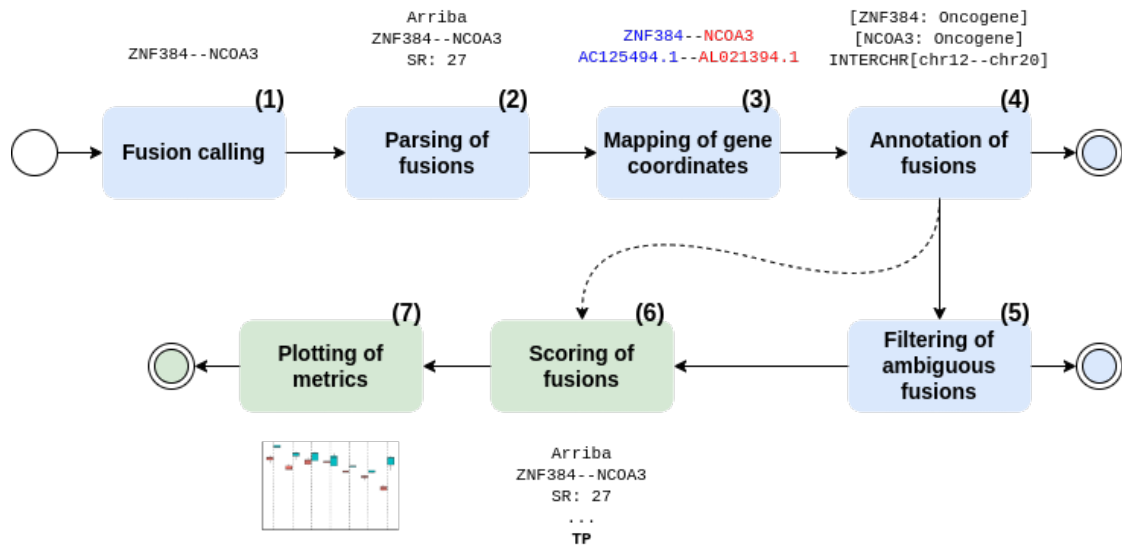 ZNF384--NCOA3
Arriba
ZNF384--NCOA3
SR: 27
ZNF384--NCOA3
AC125494.1--AL021394.1
[ZNF384: Oncogene]
[NCOA3: Oncogene]
INTERCHR[chr12--chr20]
(1)
Fusion calling
(2)
Parsing of
fusions
(3)
Mapping of gene
coordinates
(4)
Annotation of
fusions
(7)
Plotting of
metrics
(6)
Scoring of
fusions
(5)
Filtering of
ambiguous
fusions
Arriba
ZNF384--NCOA3
SR: 27
...
TP